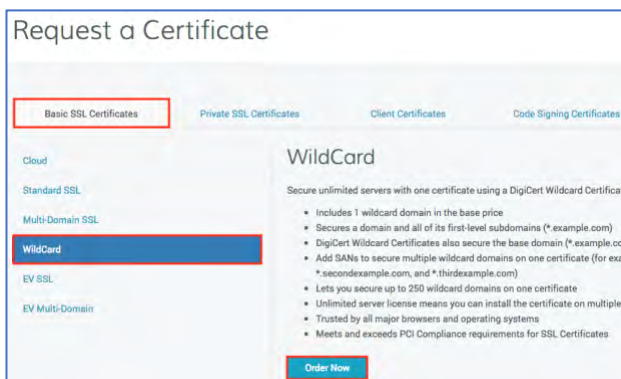 Request a Certificate
Basic SSL Certificates Private SSL Certificates Client Certificates Code Signing Certificates
Cloud
Standard SSL
Multi-Domain SSL
WildCard
EV SSL
EV Multi-Domain
WildCard
Secure unlimited servers with one certificate using a DigiCert Wildcard Certifica
• Includes 1 wildcard domain in the base price
• Secures a domain and all of its first-level subdomains (*.example.com)
• DigiCert Wildcard Certificates also secure the base domain (*.example.co
• Add SANs to secure multiple wildcard domains on one certificate (for exa
*.secondexample.com, and *.thirdexample.com)
• Lets you secure up to 250 wildcard domains on one certificate
• Unlimited server license means you can install the certificate on multiple
• Trusted by all major browsers and operating systems
• Meets and exceeds PCI Compliance requirements for SSL Certificates
Order Now